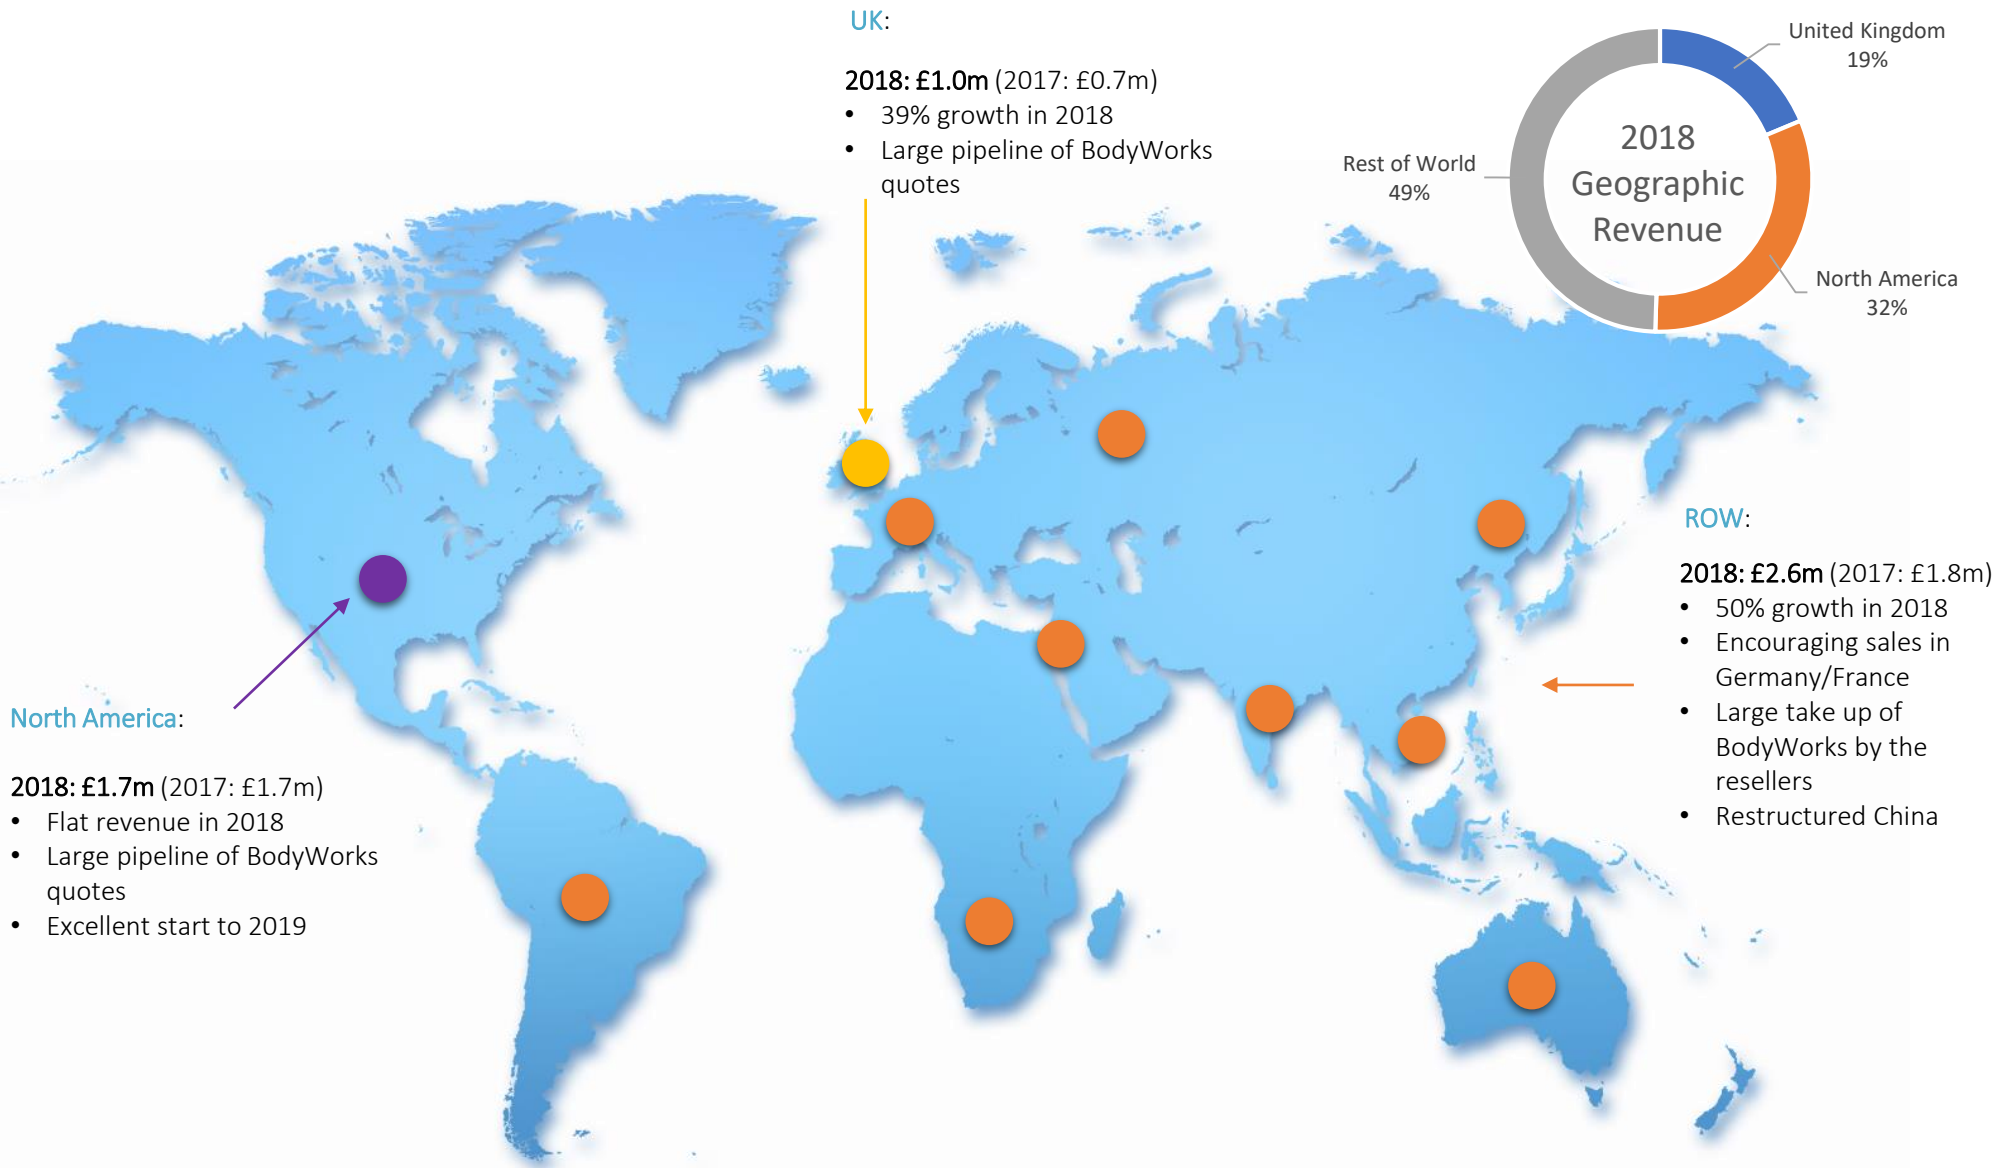 UK:
2018: £1.0m (2017: £0.7m)
• 39% growth in 2018
• Large pipeline of BodyWorks
quotes
United Kingdom
19%
2018
Geographic
Revenue
Rest of World
49%
North America
32%
ROW:
2018: £2.6m (2017: £1.8m)
• 50% growth in 2018
• Encouraging sales in
Germany/France
• Large take up of
BodyWorks by the
resellers
• Restructured China
North America:
2018: £1.7m (2017: £1.7m)
• Flat revenue in 2018
• Large pipeline of BodyWorks
quotes
• Excellent start to 2019